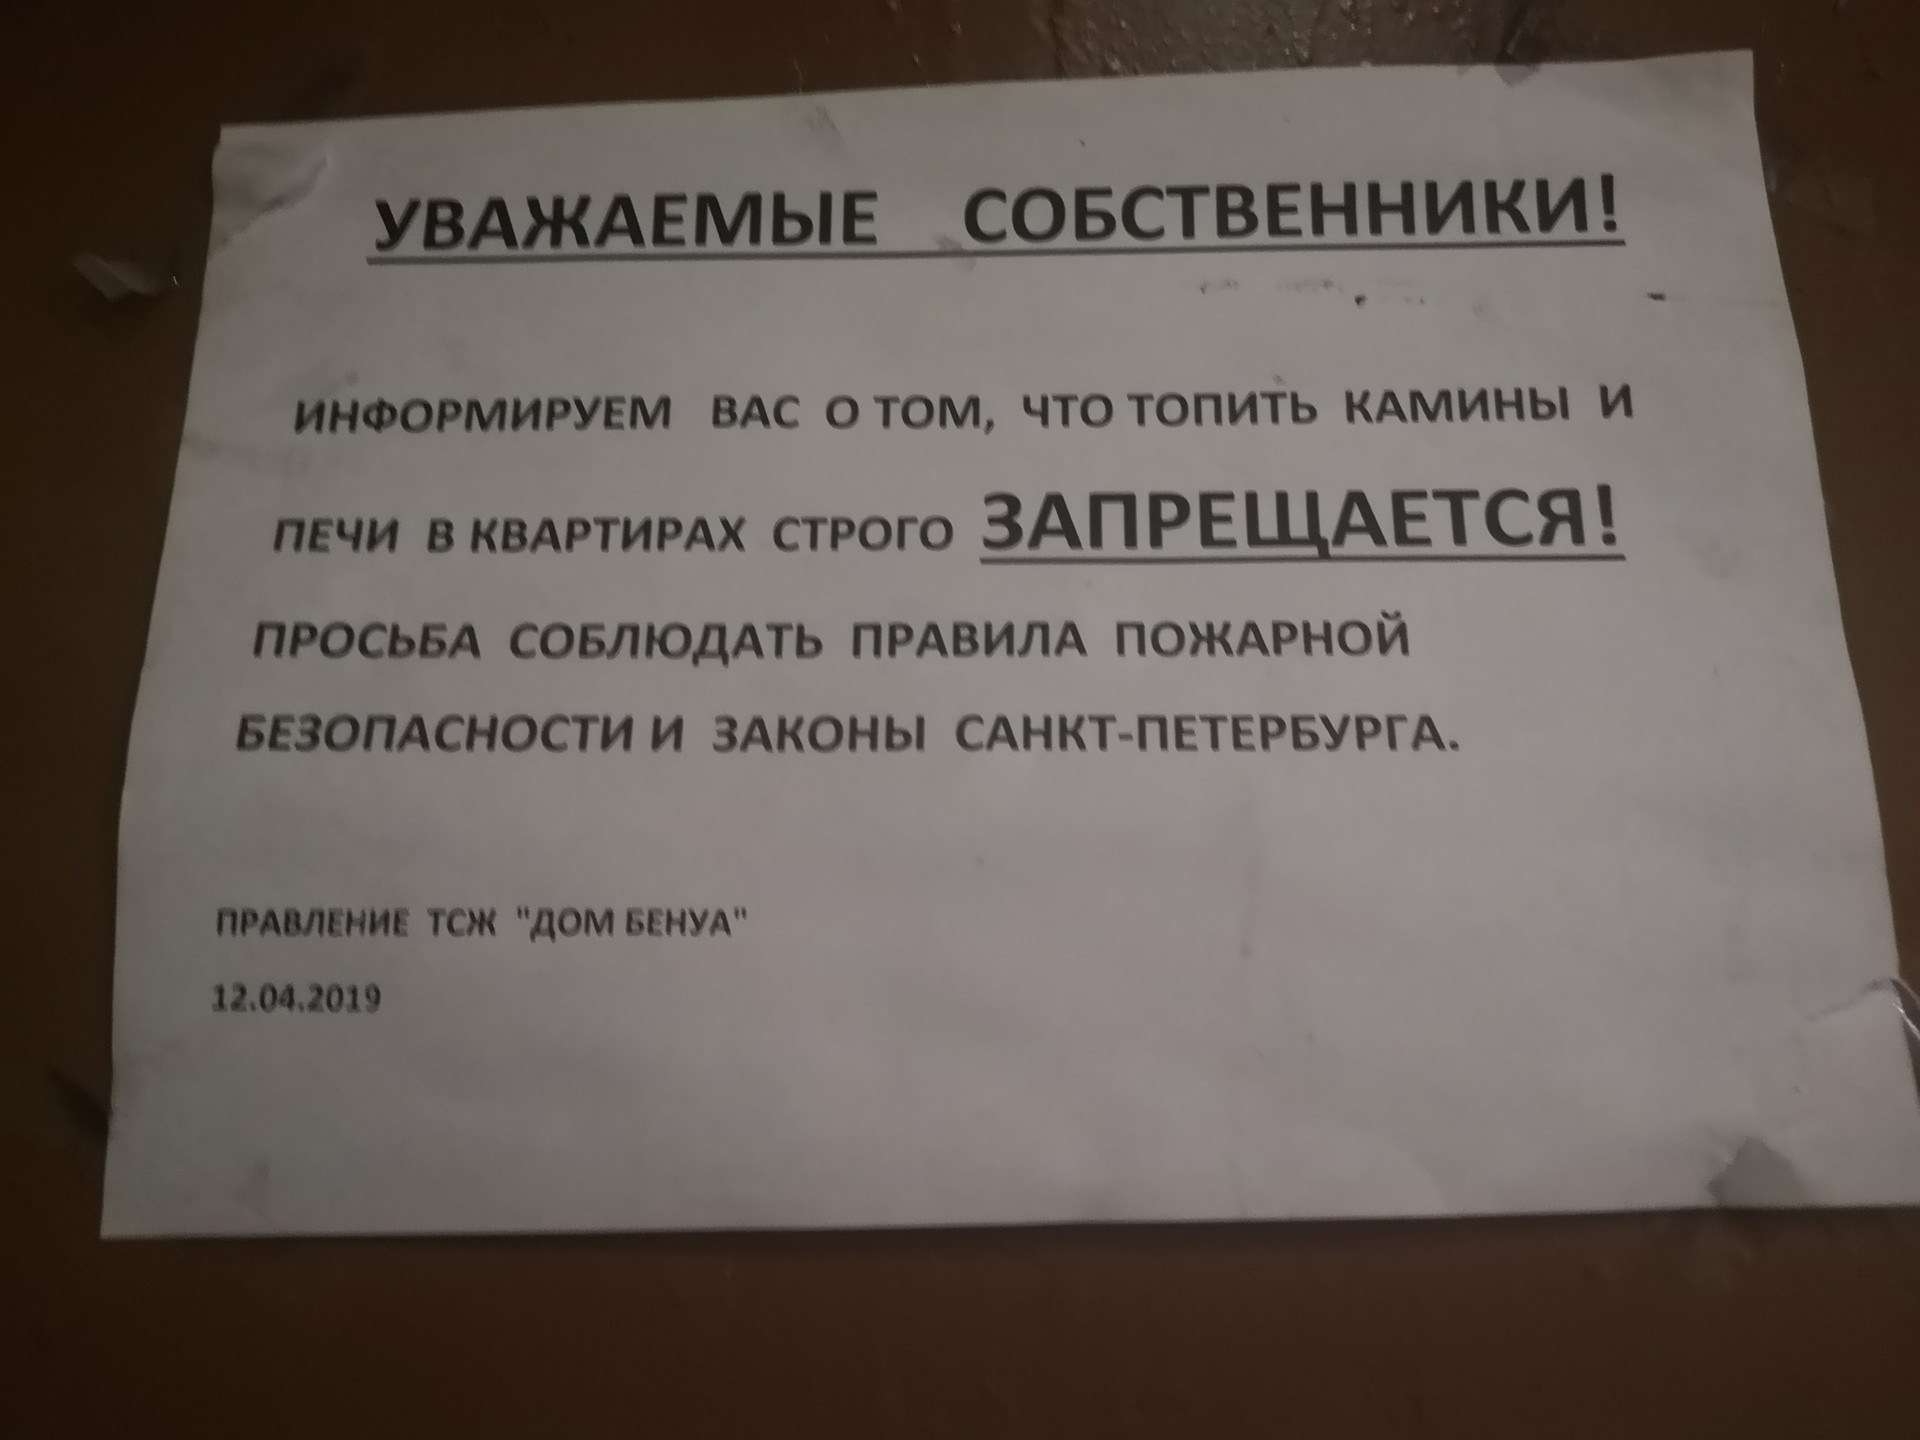 УВАЖАЕМЫЕ СОБСТВЕННИКИ!
ИНФОРМИРУЕМ ВАС О ТОМ, ЧТО ТОПИТЬ КАМИНЫ И
ПЕЧИ В КВАРТИРАХ СТРОГО ЗАПРЕЩАЕТСЯ!
ПРОСЬБА СОБЛЮДАТЬ ПРАВИЛА ПОЖАРНОЙ
БЕЗОПАСНОСТИ И ЗАКОНЫ САНКТ-ПЕТЕРБУРГА.
ПРАВЛЕНИЕ ТСЖ "ДОМ БЕНУА"
12.04.2019